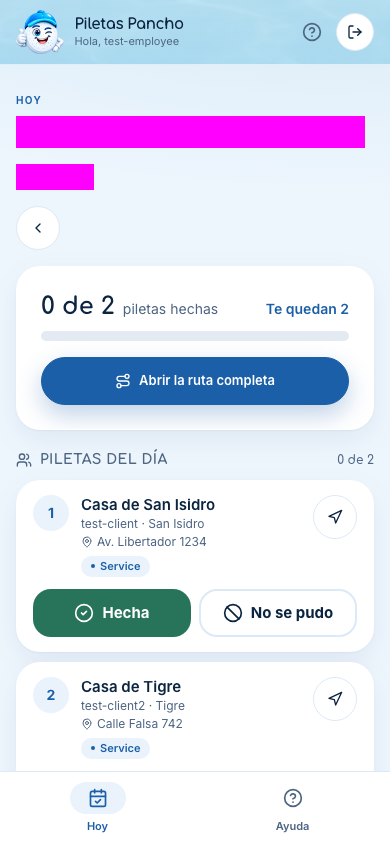 Piletas Pancho
Hola, test-employee
HOY
0 de 2 piletas hechas
Te quedan 2
Abrir la ruta completa
PILETAS DEL DÍA
0 de 2
1
Casa de San Isidro
test-client · San Isidro
Av. Libertador 1234
• Service
Hecha
No se pudo
2
Casa de Tigre
test-client2 · Tigre
Calle Falsa 742
• Service
Hoy
Ayuda